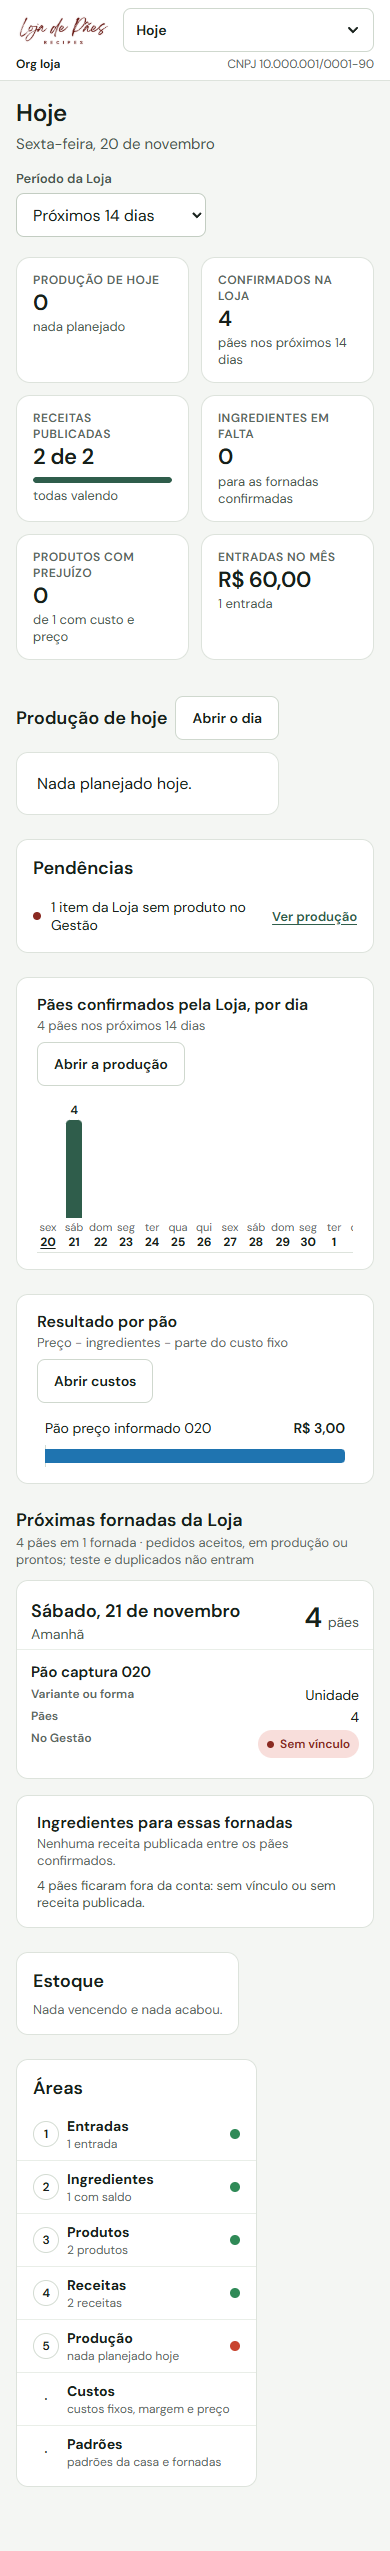 Loja de Pães
RECIPES
Hoje
Org loja
CNPJ 10.000.001/0001-90
Hoje
Sexta-feira, 20 de novembro
Período da Loja
Próximos 14 dias
PRODUÇÃO DE HOJE
0
nada planejado
CONFIRMADOS NA
LOJA
4
pães nos próximos 14
dias
RECEITAS
PUBLICADAS
2 de 2
todas valendo
INGREDIENTES EM
FALTA
0
para as fornadas
confirmadas
PRODUTOS COM
PREJUÍZO
0
de 1 com custo e
preço
ENTRADAS NO MÊS
R$ 60,00
1 entrada
Produção de hoje
Abrir o dia
Nada planejado hoje.
Pendências
1 item da Loja sem produto no
Gestão
Ver produção
Pães confirmados pela Loja, por dia
4 pães nos próximos 14 dias
Abrir a produção
4
sex sáb dom seg ter qua qui sex sáb dom seg ter
20 21 22 23 24 25 26 27 28 29 30 1
Resultado por pão
Preço - ingredientes - parte do custo fixo
Abrir custos
Pão preço informado 020 R$ 3,00
Próximas fornadas da Loja
4 pães em 1 fornada · pedidos aceitos, em produção ou
prontos; teste e duplicados não entram
Sábado, 21 de novembro
Amanhã
4 pães
Pão captura 020
Variante ou forma Unidade
Pães 4
No Gestão Sem vínculo
Ingredientes para essas fornadas
Nenhuma receita publicada entre os pães
confirmados.
4 pães ficaram fora da conta: sem vínculo ou sem
receita publicada.
Estoque
Nada vencendo e nada acabou.
Áreas
1 Entradas
1 entrada
2 Ingredientes
1 com saldo
3 Produtos
2 produtos
4 Receitas
2 receitas
5 Produção
nada planejado hoje
· Custos
custos fixos, margem e preço
· Padrões
padrões da casa e fornadas